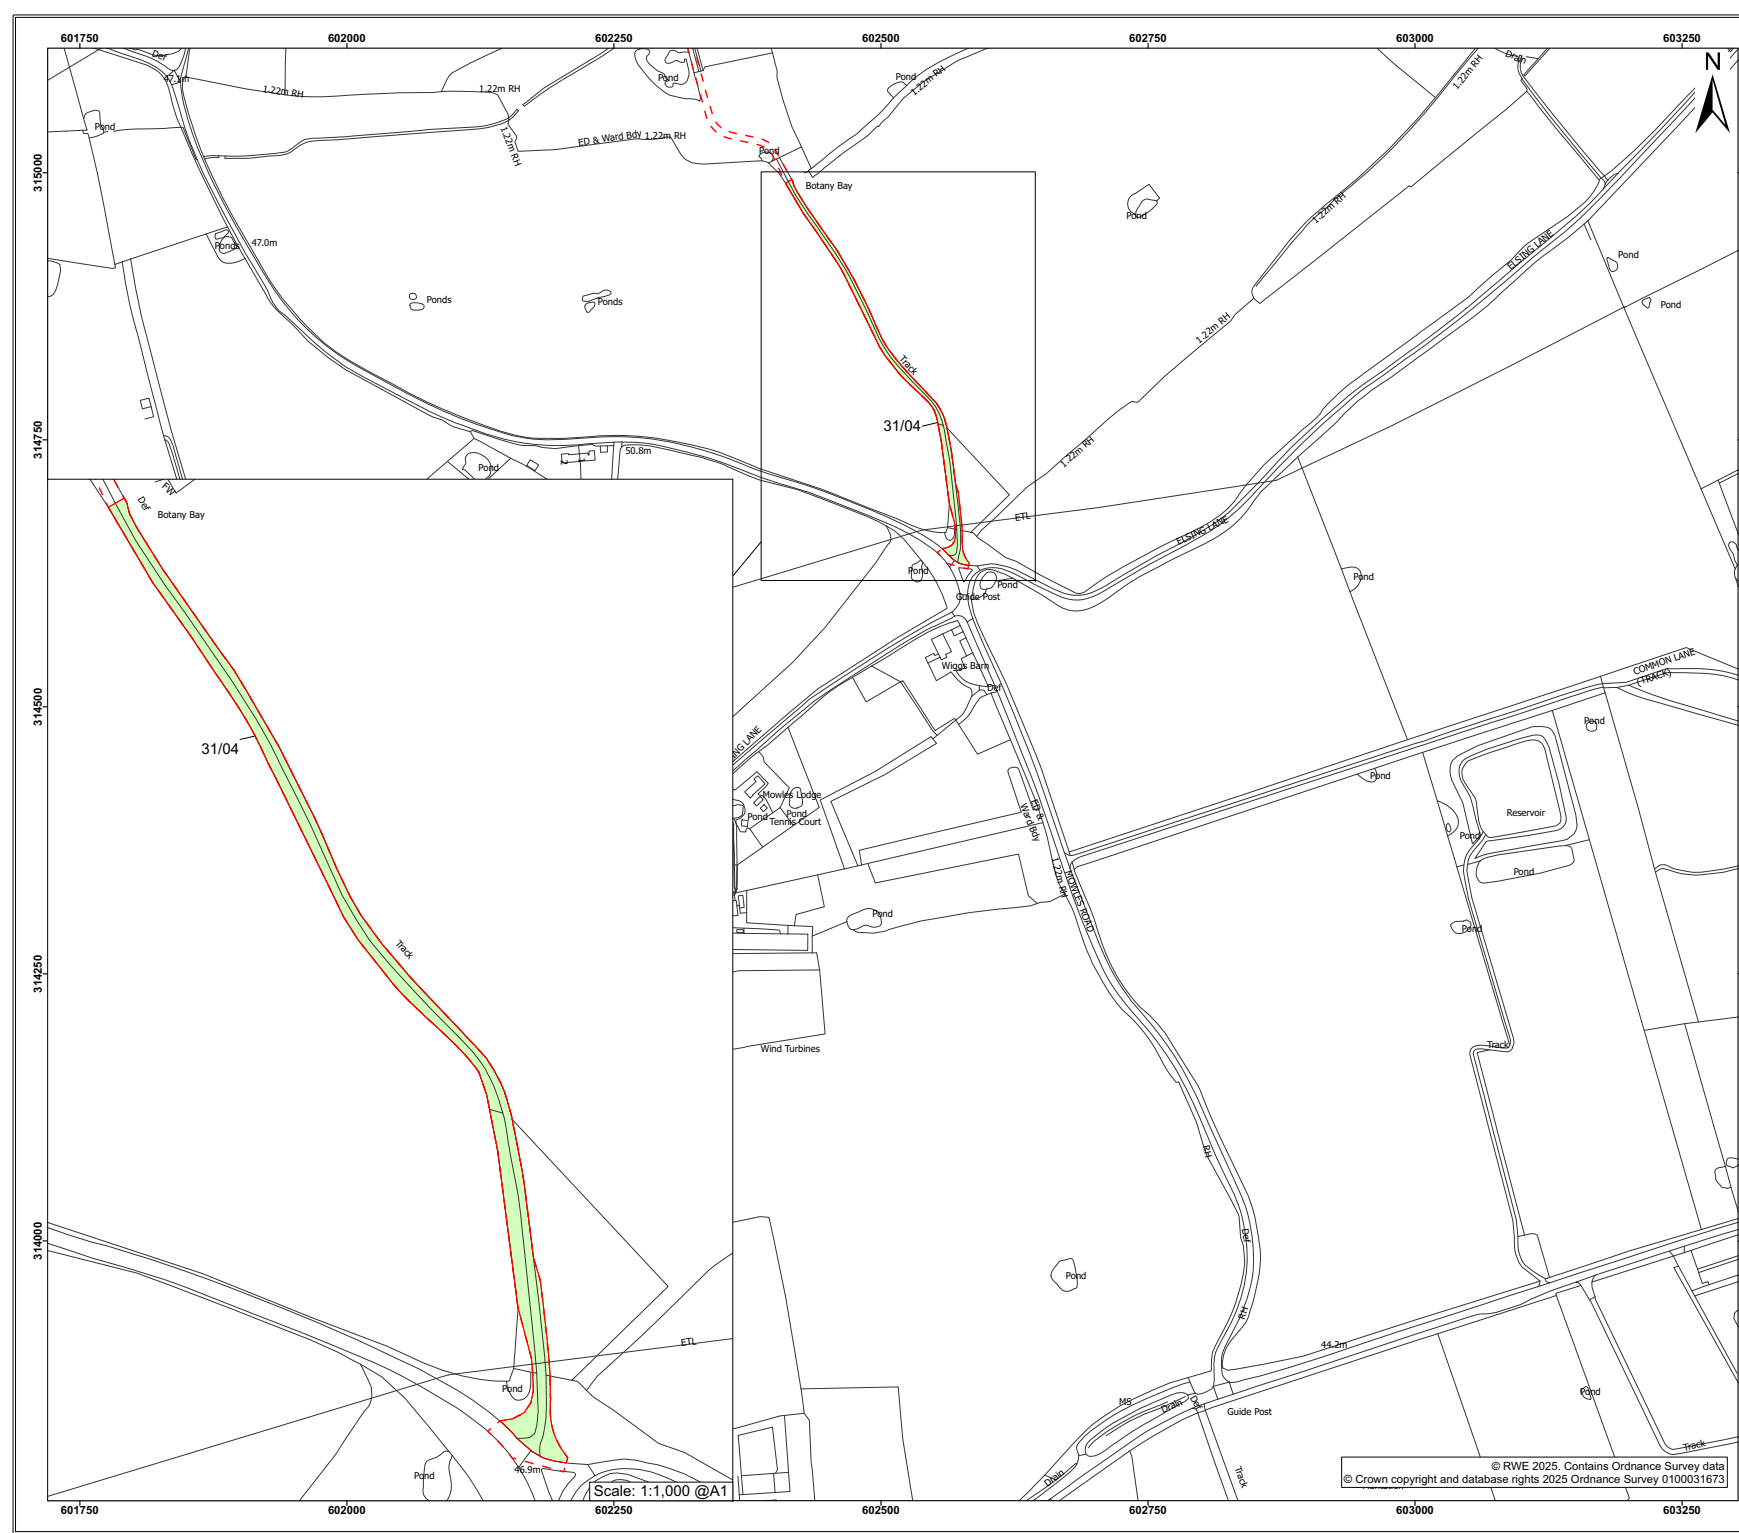 601750
602000
602250
602500
602750
603000
603250
N
Def
47.1m
1.22m RH
1.22m RH
1.22m RH
Pond
Pond
Pond
1.22m RH
Drain
1.22m RH
Pond
ED & Ward Bdy
1.22m RH
Pond
315000
Botany Bay
Pond
1.22m RH
Ponds
47.0m
ELSING LANE
Pond
Ponds
Ponds
Pond
1.22m RH
Track
31/04
314750
50.8m
2
1
Pond
1.22m RH
FW
ETL
ELSING LANE
Def
Botany Bay
Pond
Pond
Pond
Guide Post
Wiggs Barn
Def
COMMON LANE
(TRACK)
314500
Pond
31/04
NG LANE
Pond
Mowles Lodge
Pond
Pond
Tennis Court
ED &
Ward Bdy
Reservoir
Pond
1.22m RH
MOWLES ROAD
Pond
Pond
Pond
Track
314250
Wind Turbines
Track
RH
314000
Def
Pond
RH
44.2m
ETL
Pond
MS
Drain
Def
Guide Post
Pond
Track
46.9m
Pond
Drain
Track
Scale: 1:1,000 @A1
© RWE 2025. Contains Ordnance Survey data
© Crown copyright and database rights 2025 Ordnance Survey 0100031673
601750
602000
602250
602500
602750
603000
603250